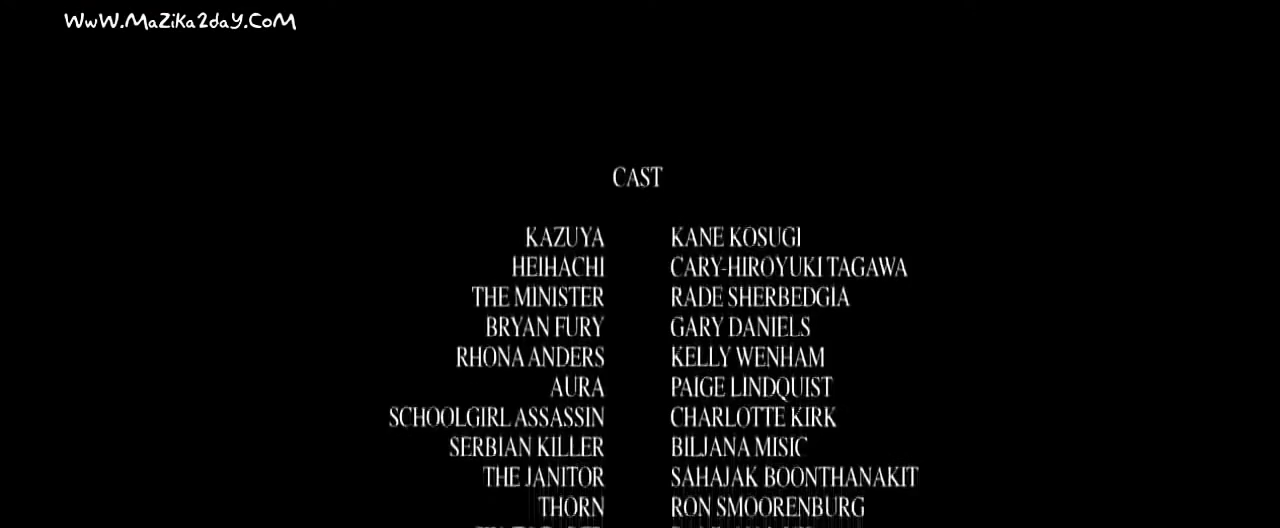 WwW.MaZika2daY.CoM
CAST
KAZUYA KANE KOSUGI
HEIHACHI CARY-HIROYUKI TAGAWA
THE MINISTER RADE SHERBEDGIA
BRYAN FURY GARY DANIELS
RHONA ANDERS KELLY WENHAM
AURA PAIGE LINDQUIST
SCHOOLGIRL ASSASSIN CHARLOTTE KIRK
SERBIAN KILLER BILJANA MISIC
THE JANITOR SAHAJAK BOONTHANAKIT
THORN RON SMOORENBURG